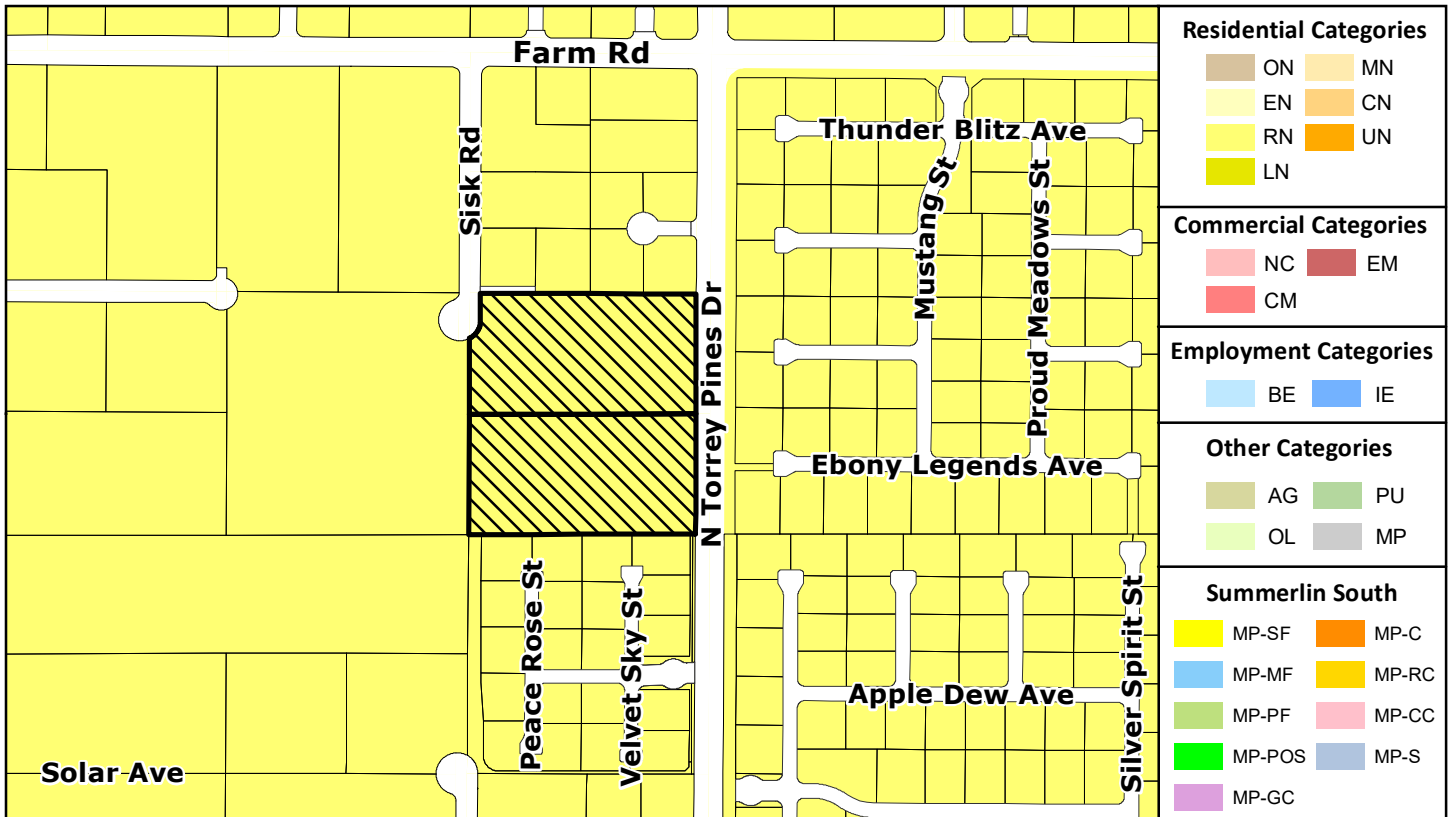 Farm Rd
Thunder Blitz Ave
Sisk Rd
Mustang St
Proud Meadows St
N Torrey Pines Dr
Ebony Legends Ave
Peace Rose St
Velvet Sky St
Silver Spirit St
Apple Dew Ave
Solar Ave
Residential Categories
ON MN
EN CN
RN UN
LN
Commercial Categories
NC EM
CM
Employment Categories
BE IE
Other Categories
AG PU
OL MP
Summerlin South
MP-SF MP-C
MP-MF MP-RC
MP-PF MP-CC
MP-POS MP-S
MP-GC